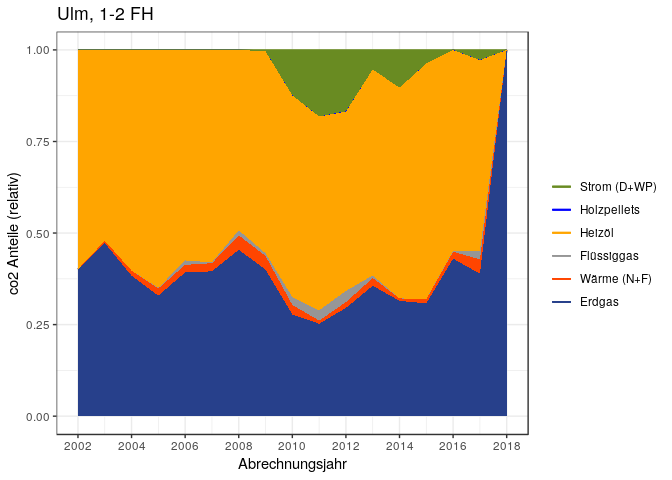 Ulm, 1-2 FH
co2 Anteile (relativ)
1.00
0.75
0.50
0.25
0.00
2002 2004 2006 2008 2010 2012 2014 2016 2018
Abrechnungsjahr
Strom (D+WP)
Holzpellets
Heizöl
Flüssiggas
Wärme (N+F)
Erdgas